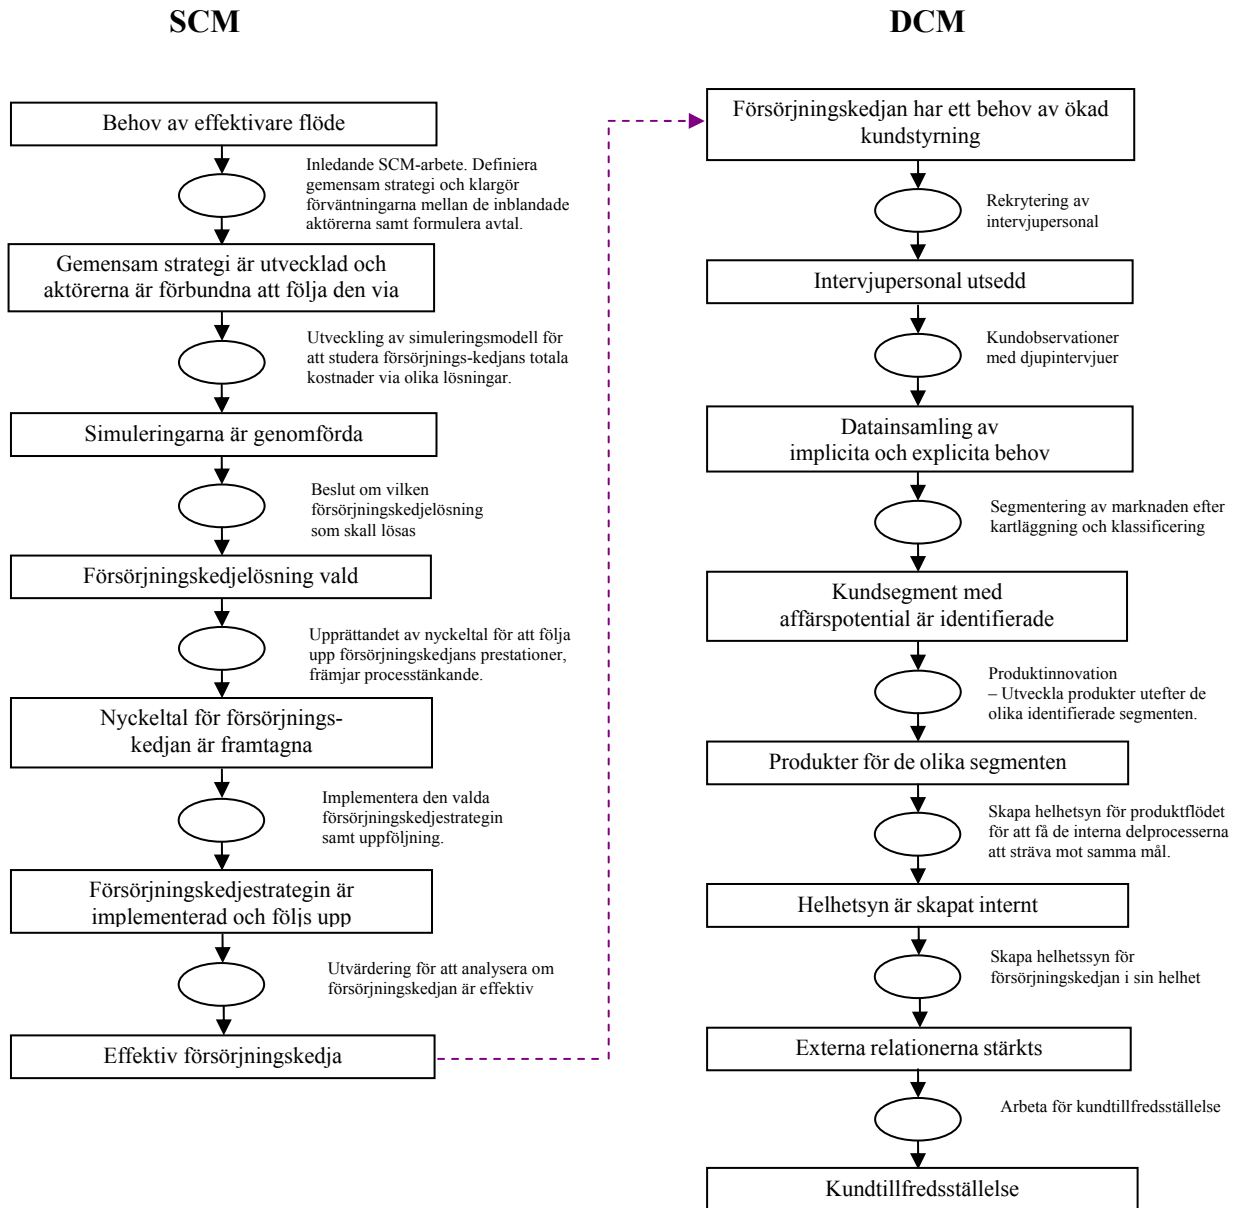 SCM
Behov av effektivare flöde
Inledande SCM-arbete. Definiera
gemensam strategi och klargör
förväntningarna mellan de inblandade
aktörerna samt formulera avtal.
Gemensam strategi är utvecklad och
aktörerna är förbundna att följa den via
Utveckling av simuleringsmodell för
att studera försörjnings-kedjans totala
kostnader via olika lösningar.
Simuleringarna är genomförda
Beslut om vilken
försörjningskedjelösning
som skall lösas
Försörjningskedjelösning vald
Upprättandet av nyckeltal för att följa
upp försörjningskedjans prestationer,
främjar processtänkande.
Nyckeltal för försörjnings-
kedjan är framtagna
Implementera den valda
försörjningskedjestrategin
samt uppföljning.
Försörjningskedjestrategin är
implementerad och följs upp
Utvärdering för att analysera om
försörjningskedjan är effektiv
Effektiv försörjningskedja
DCM
Försörjningskedjan har ett behov av ökad
kundstyrning
Rekrytering av
intervjupersonal
Intervjupersonal utsedd
Kundobservationer
med djupintervjuer
Datainsamling av
implicita och explicita behov
Segmentering av marknaden efter
kartläggning och klassificering
Kundsegment med
affärspotential är identifierade
Produktinnovation
– Utveckla produkter utefter de
olika identifierade segmenten.
Produkter för de olika segmenten
Skapa helhetsyn för produktflödet
för att få de interna delprocesserna
att sträva mot samma mål.
Helhetsyn är skapat internt
Skapa helhetssyn för
försörjningskedjan i sin helhet
Externa relationerna stärkts
Arbeta för kundtillfredsställelse
Kundtillfredsställelse